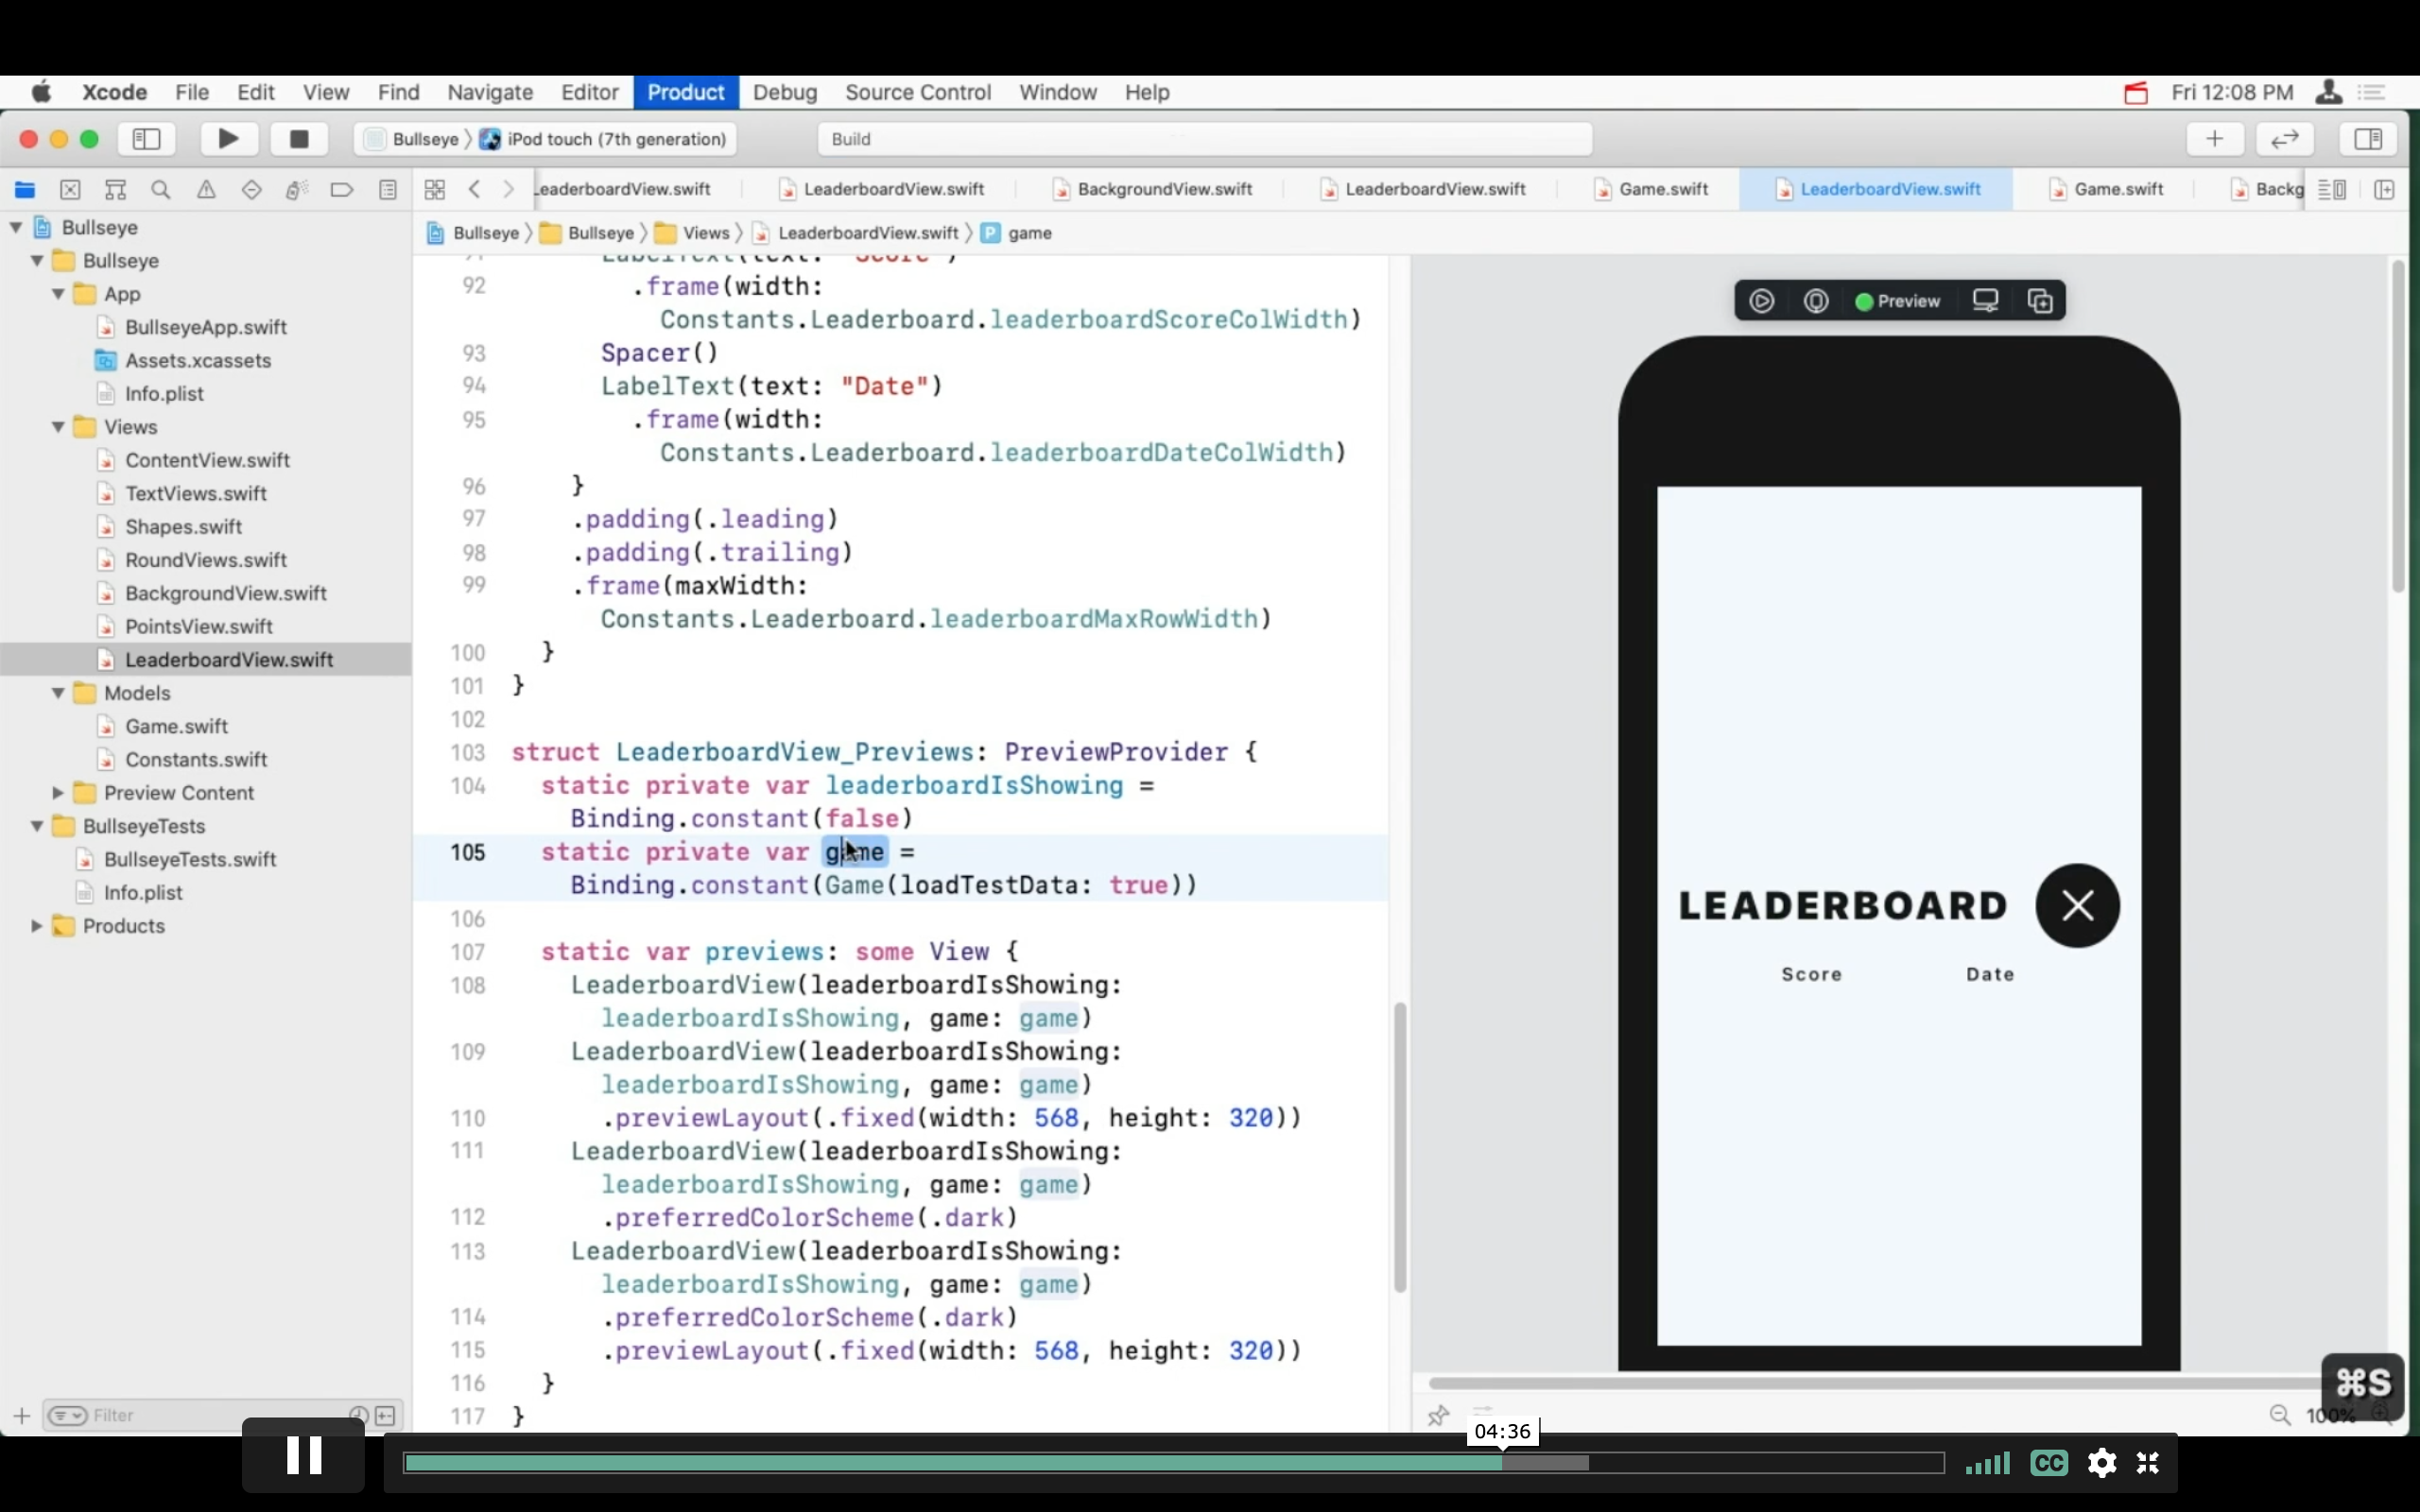 Xcode File Edit View Find Navigate Editor Product Debug Source Control Window Help Fri 12:08 PM
Bullseye iPod touch (7th generation) Build
LeaderboardView.swift LeaderboardView.swift BackgroundView.swift LeaderboardView.swift Game.swift LeaderboardView.swift Game.swift Backg
Bullseye Bullseye Views LeaderboardView.swift P game
Bullseye
Bullseye
App
BullseyeApp.swift
Assets.xcassets
Info.plist
Views
ContentView.swift
TextViews.swift
Shapes.swift
RoundViews.swift
BackgroundView.swift
PointsView.swift
LeaderboardView.swift
Models
Game.swift
Constants.swift
Preview Content
BullseyeTests
BullseyeTests.swift
Info.plist
Products
Filter
LabelText(text: "Score")
92 .frame(width:
Constants.Leaderboard.leaderboardScoreColWidth)
93 Spacer()
94 LabelText(text: "Date")
95 .frame(width:
Constants.Leaderboard.leaderboardDateColWidth)
96 }
97 .padding(.leading)
98 .padding(.trailing)
99 .frame(maxWidth:
Constants.Leaderboard.leaderboardMaxRowWidth)
100 }
101 }
102
103 struct LeaderboardView_Previews: PreviewProvider {
104 static private var leaderboardIsShowing =
Binding.constant(false)
105 static private var game =
Binding.constant(Game(loadTestData: true))
106
107 static var previews: some View {
108 LeaderboardView(leaderboardIsShowing:
leaderboardIsShowing, game: game)
109 LeaderboardView(leaderboardIsShowing:
leaderboardIsShowing, game: game)
110 .previewLayout(.fixed(width: 568, height: 320))
111 LeaderboardView(leaderboardIsShowing:
leaderboardIsShowing, game: game)
112 .preferredColorScheme(.dark)
113 LeaderboardView(leaderboardIsShowing:
leaderboardIsShowing, game: game)
114 .preferredColorScheme(.dark)
115 .previewLayout(.fixed(width: 568, height: 320))
116 }
117 }
Preview
LEADERBOARD
Score Date
⌘S
100%
04:36
CC